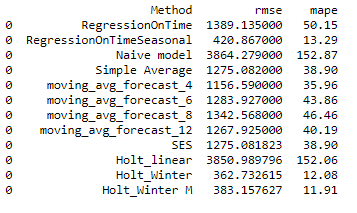 Method rmse mape
0 RegressionOnTime 1389.135000 50.15
0 RegressionOnTimeSeasonal 420.867000 13.29
0 Naive model 3864.279000 152.87
0 Simple Average 1275.082000 38.90
0 moving_avg_forecast_4 1156.590000 35.96
0 moving_avg_forecast_6 1283.927000 43.86
0 moving_avg_forecast_8 1342.568000 46.46
0 moving_avg_forecast_12 1267.925000 40.19
0 SES 1275.081823 38.90
0 Holt_linear 3850.989796 152.06
0 Holt_Winter 362.732615 12.08
0 Holt_Winter M 383.157627 11.91